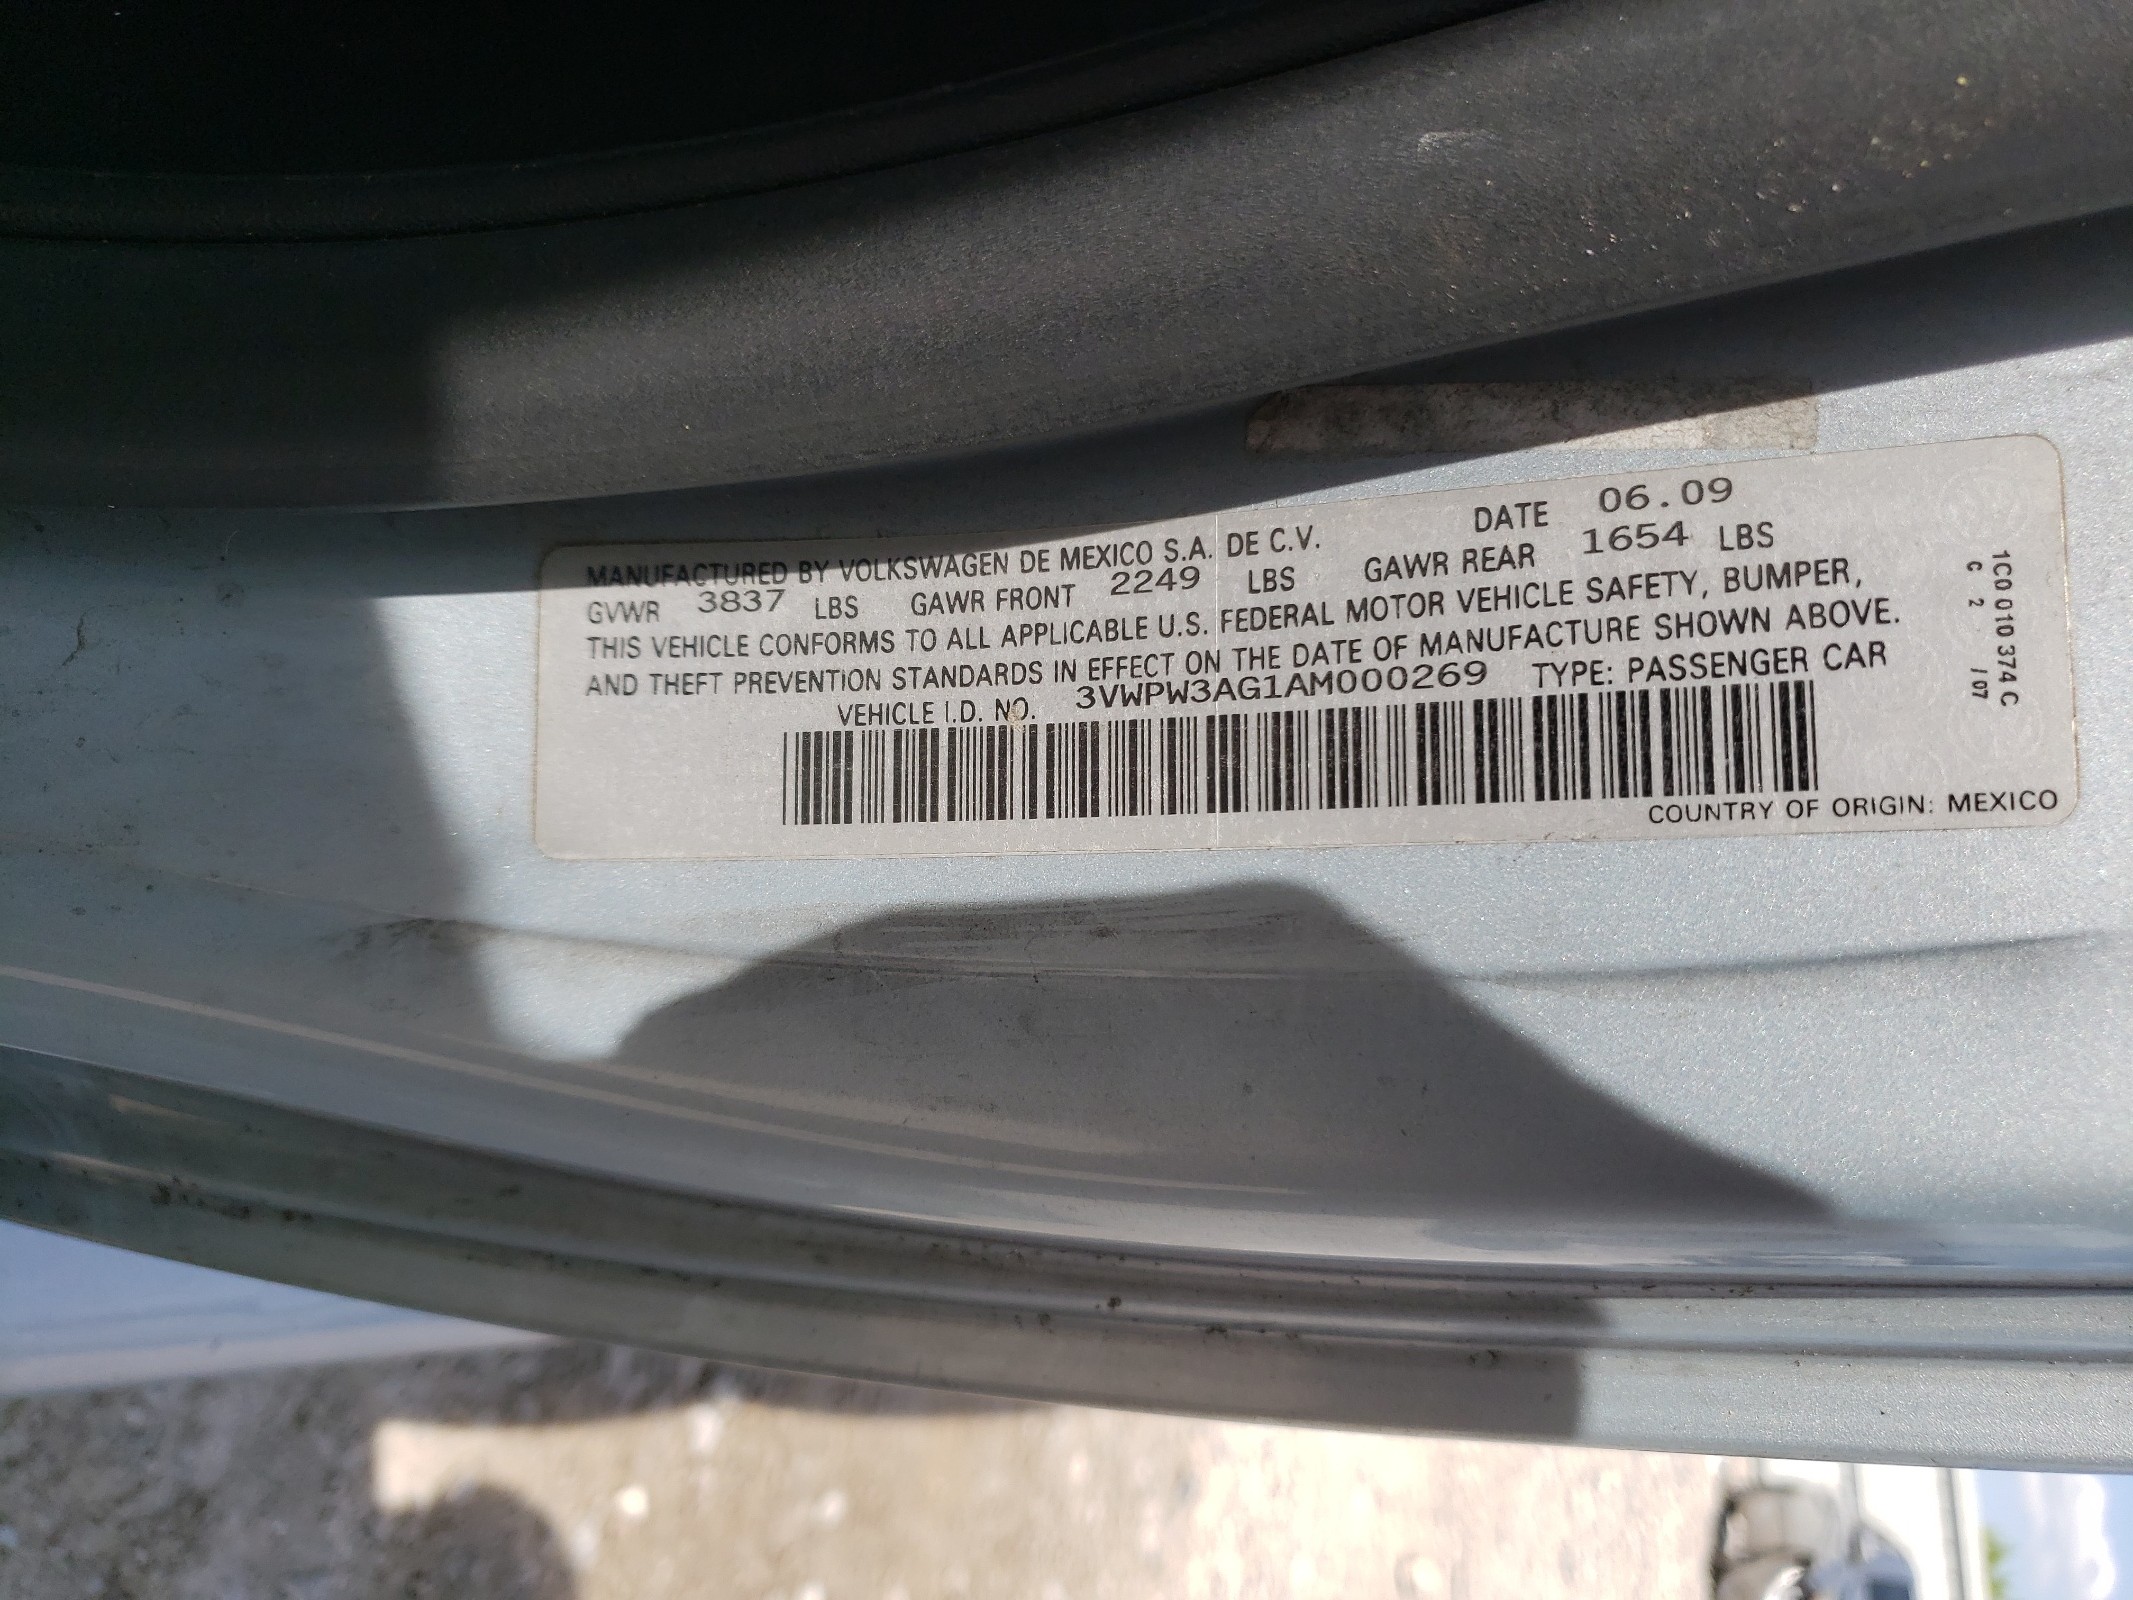 MANUFACTURED BY VOLKSWAGEN DE MEXICO S.A. DE C.V. DATE 06.09
GVWR 3837 LBS GAWR FRONT 2249 LBS GAWR REAR 1654 LBS
THIS VEHICLE CONFORMS TO ALL APPLICABLE U.S. FEDERAL MOTOR VEHICLE SAFETY, BUMPER,
AND THEFT PREVENTION STANDARDS IN EFFECT ON THE DATE OF MANUFACTURE SHOWN ABOVE.
VEHICLE I.D. NO. 3VWPW3AG1AM000269 TYPE: PASSENGER CAR
COUNTRY OF ORIGIN: MEXICO
1C0 010 374 C
C 2 / 07